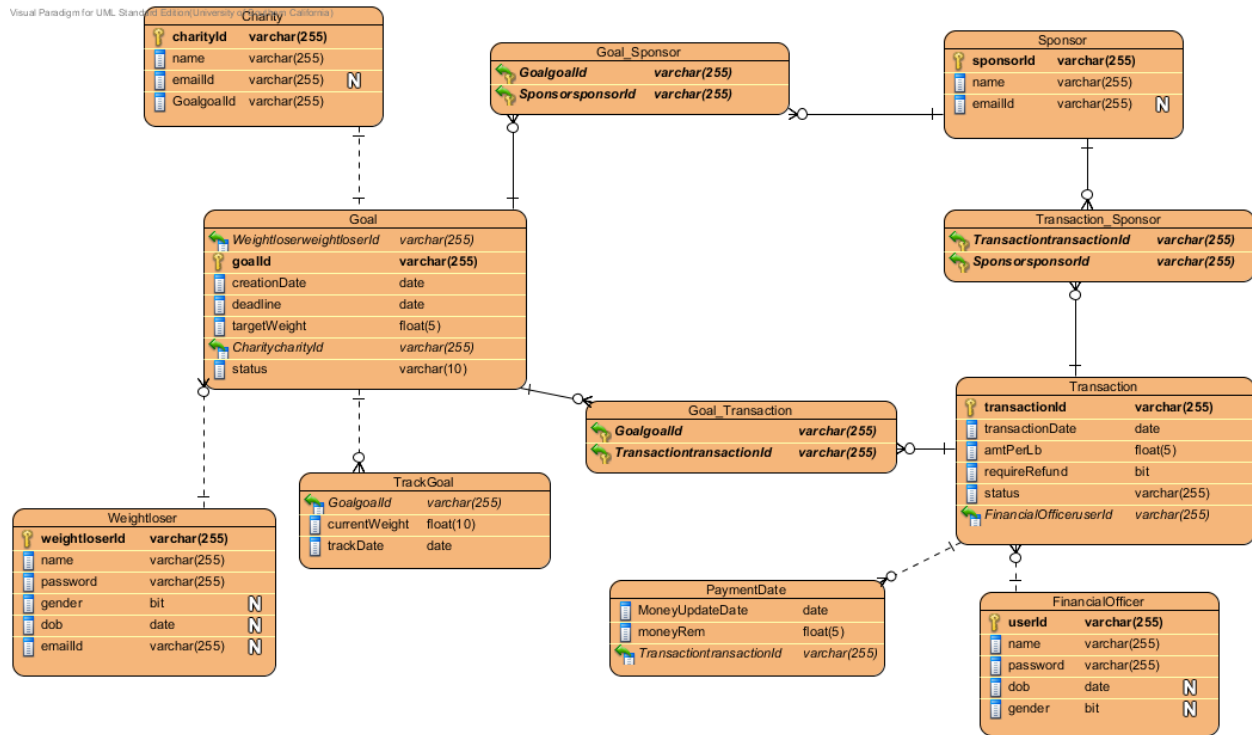 Visual Paradigm for UML Standard Edition(University of Southern California)
Charity
charityId varchar(255)
name varchar(255)
emailId varchar(255) N
GoalgoalId varchar(255)
Goal_Sponsor
GoalgoalId varchar(255)
SponsorsponsorId varchar(255)
Sponsor
sponsorId varchar(255)
name varchar(255)
emailId varchar(255) N
Goal
WeightloserweightloserId varchar(255)
goalId varchar(255)
creationDate date
deadline date
targetWeight float(5)
CharitycharityId varchar(255)
status varchar(10)
Transaction_Sponsor
TransactiontransactionId varchar(255)
SponsorsponsorId varchar(255)
Goal_Transaction
GoalgoalId varchar(255)
TransactiontransactionId varchar(255)
Transaction
transactionId varchar(255)
transactionDate date
amtPerLb float(5)
requireRefund bit
status varchar(255)
FinancialOfficeruserId varchar(255)
TrackGoal
GoalgoalId varchar(255)
currentWeight float(10)
trackDate date
Weightloser
weightloserId varchar(255)
name varchar(255)
password varchar(255)
gender bit N
dob date N
emailId varchar(255) N
PaymentDate
MoneyUpdateDate date
moneyRem float(5)
TransactiontransactionId varchar(255)
FinancialOfficer
userId varchar(255)
name varchar(255)
password varchar(255)
dob date N
gender bit N